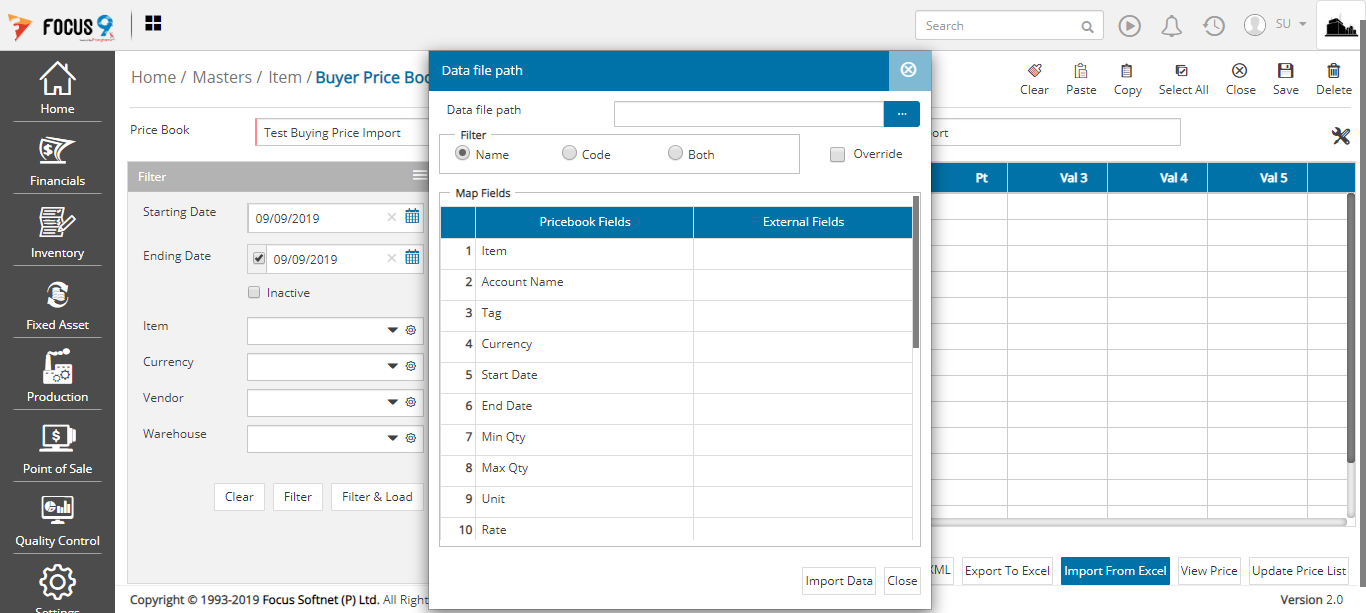 FOCUS 9
Search
SU
Home
Financials
Inventory
Fixed Asset
Production
Point of Sale
Quality Control
Settings
Home / Masters / Item / Buyer Price Boo
Clear Paste Copy Select All Close Save Delete
Price Book Test Buying Price Import
ort
Filter
Starting Date 09/09/2019
Ending Date 09/09/2019
Inactive
Item
Currency
Vendor
Warehouse
Clear Filter Filter & Load
Data file path
Data file path ...
Filter
Name Code Both Override
Map Fields
Pricebook Fields External Fields
1 Item
2 Account Name
3 Tag
4 Currency
5 Start Date
6 End Date
7 Min Qty
8 Max Qty
9 Unit
10 Rate
Import Data Close
Pt Val 3 Val 4 Val 5
XML Export To Excel Import From Excel View Price Update Price List
Copyright © 1993-2019 Focus Softnet (P) Ltd. All Righ
Version 2.0